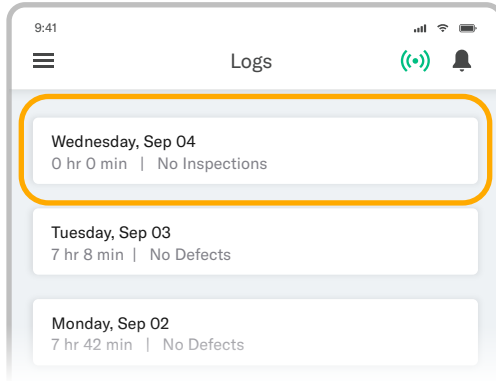 9:41
Logs
Wednesday, Sep 04
0 hr 0 min | No Inspections
Tuesday, Sep 03
7 hr 8 min | No Defects
Monday, Sep 02
7 hr 42 min | No Defects